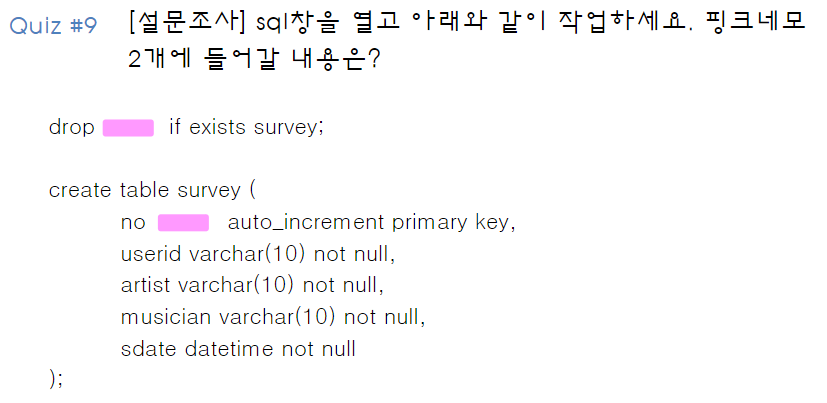 Quiz #9 [설문조사] sql창을 열고 아래와 같이 작업하세요. 핑크네모
2개에 들어갈 내용은?
drop if exists survey;
create table survey (
no auto_increment primary key,
userid varchar(10) not null,
artist varchar(10) not null,
musician varchar(10) not null,
sdate datetime not null
);